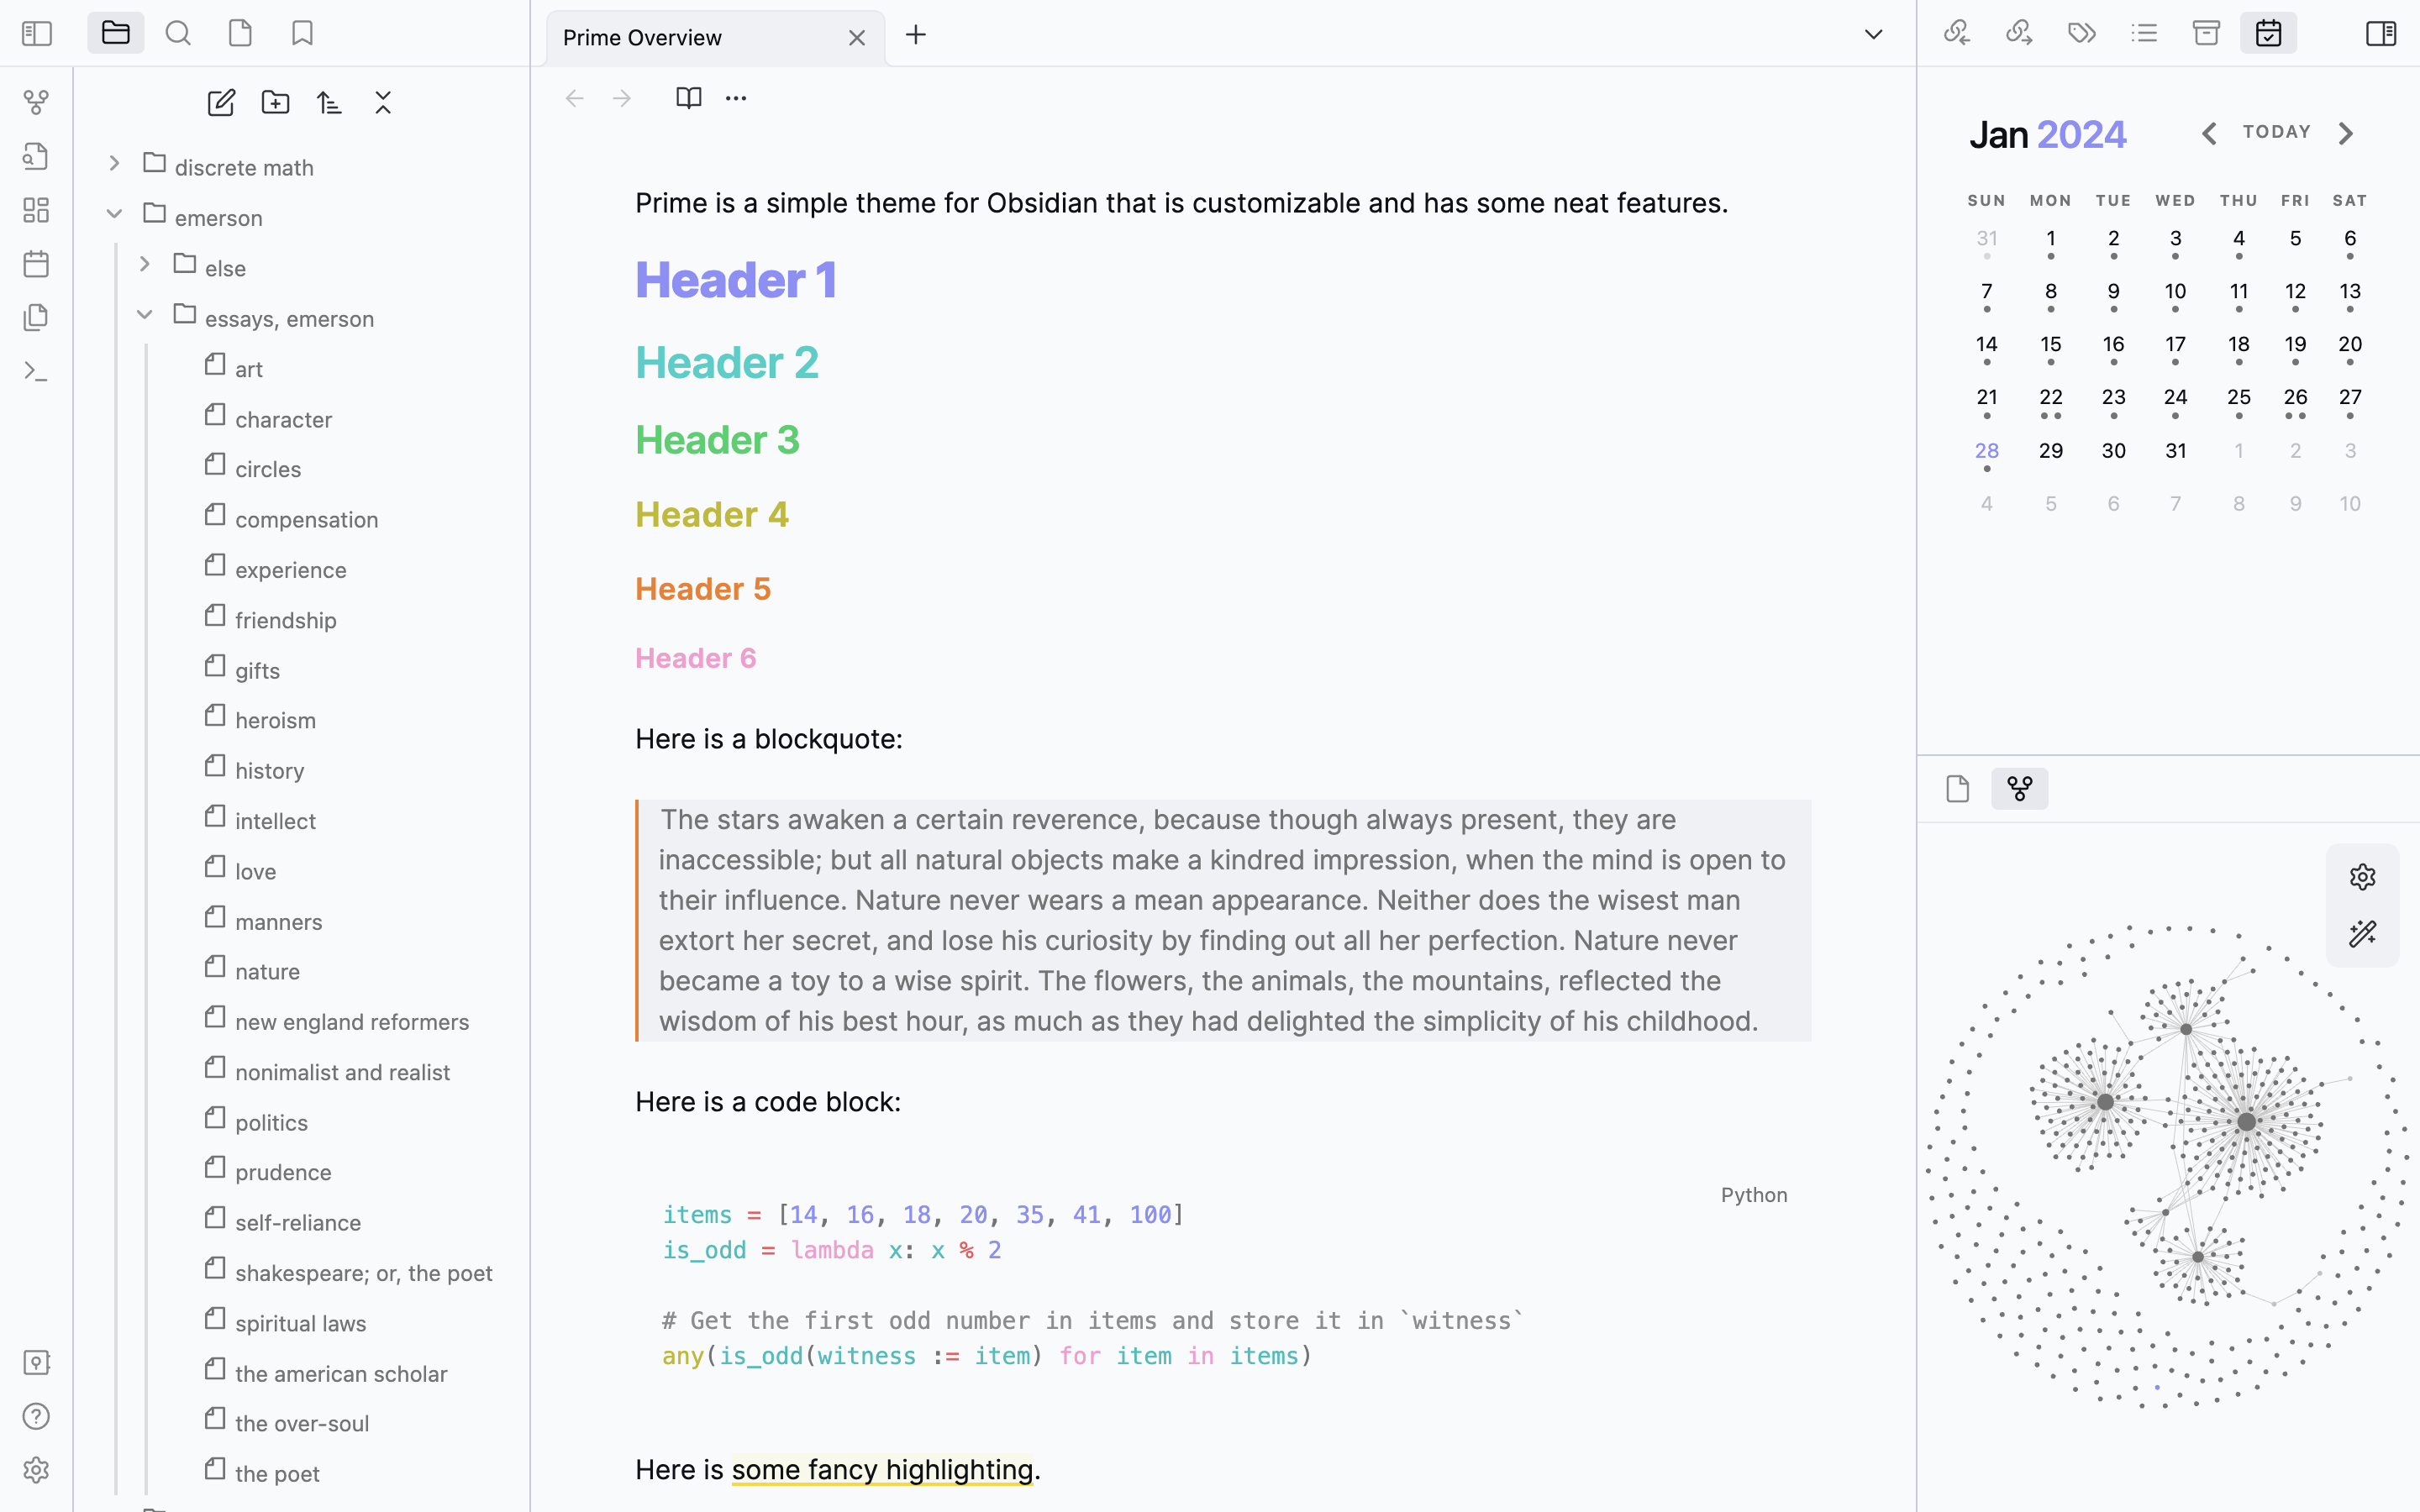 Prime Overview
discrete math
emerson
else
essays, emerson
art
character
circles
compensation
experience
friendship
gifts
heroism
history
intellect
love
manners
nature
new england reformers
nonimalist and realist
politics
prudence
self-reliance
shakespeare; or, the poet
spiritual laws
the american scholar
the over-soul
the poet
Prime is a simple theme for Obsidian that is customizable and has some neat features.
Header 1
Header 2
Header 3
Header 4
Header 5
Header 6
Here is a blockquote:
The stars awaken a certain reverence, because though always present, they are
inaccessible; but all natural objects make a kindred impression, when the mind is open to
their influence. Nature never wears a mean appearance. Neither does the wisest man
extort her secret, and lose his curiosity by finding out all her perfection. Nature never
became a toy to a wise spirit. The flowers, the animals, the mountains, reflected the
wisdom of his best hour, as much as they had delighted the simplicity of his childhood.
Here is a code block:
Python
items = [14, 16, 18, 20, 35, 41, 100]
is_odd = lambda x: x % 2
# Get the first odd number in items and store it in `witness`
any(is_odd(witness := item) for item in items)
Here is some fancy highlighting.
Jan 2024
TODAY
SUN MON TUE WED THU FRI SAT
31 1 2 3 4 5 6
7 8 9 10 11 12 13
14 15 16 17 18 19 20
21 22 23 24 25 26 27
28 29 30 31 1 2 3
4 5 6 7 8 9 10